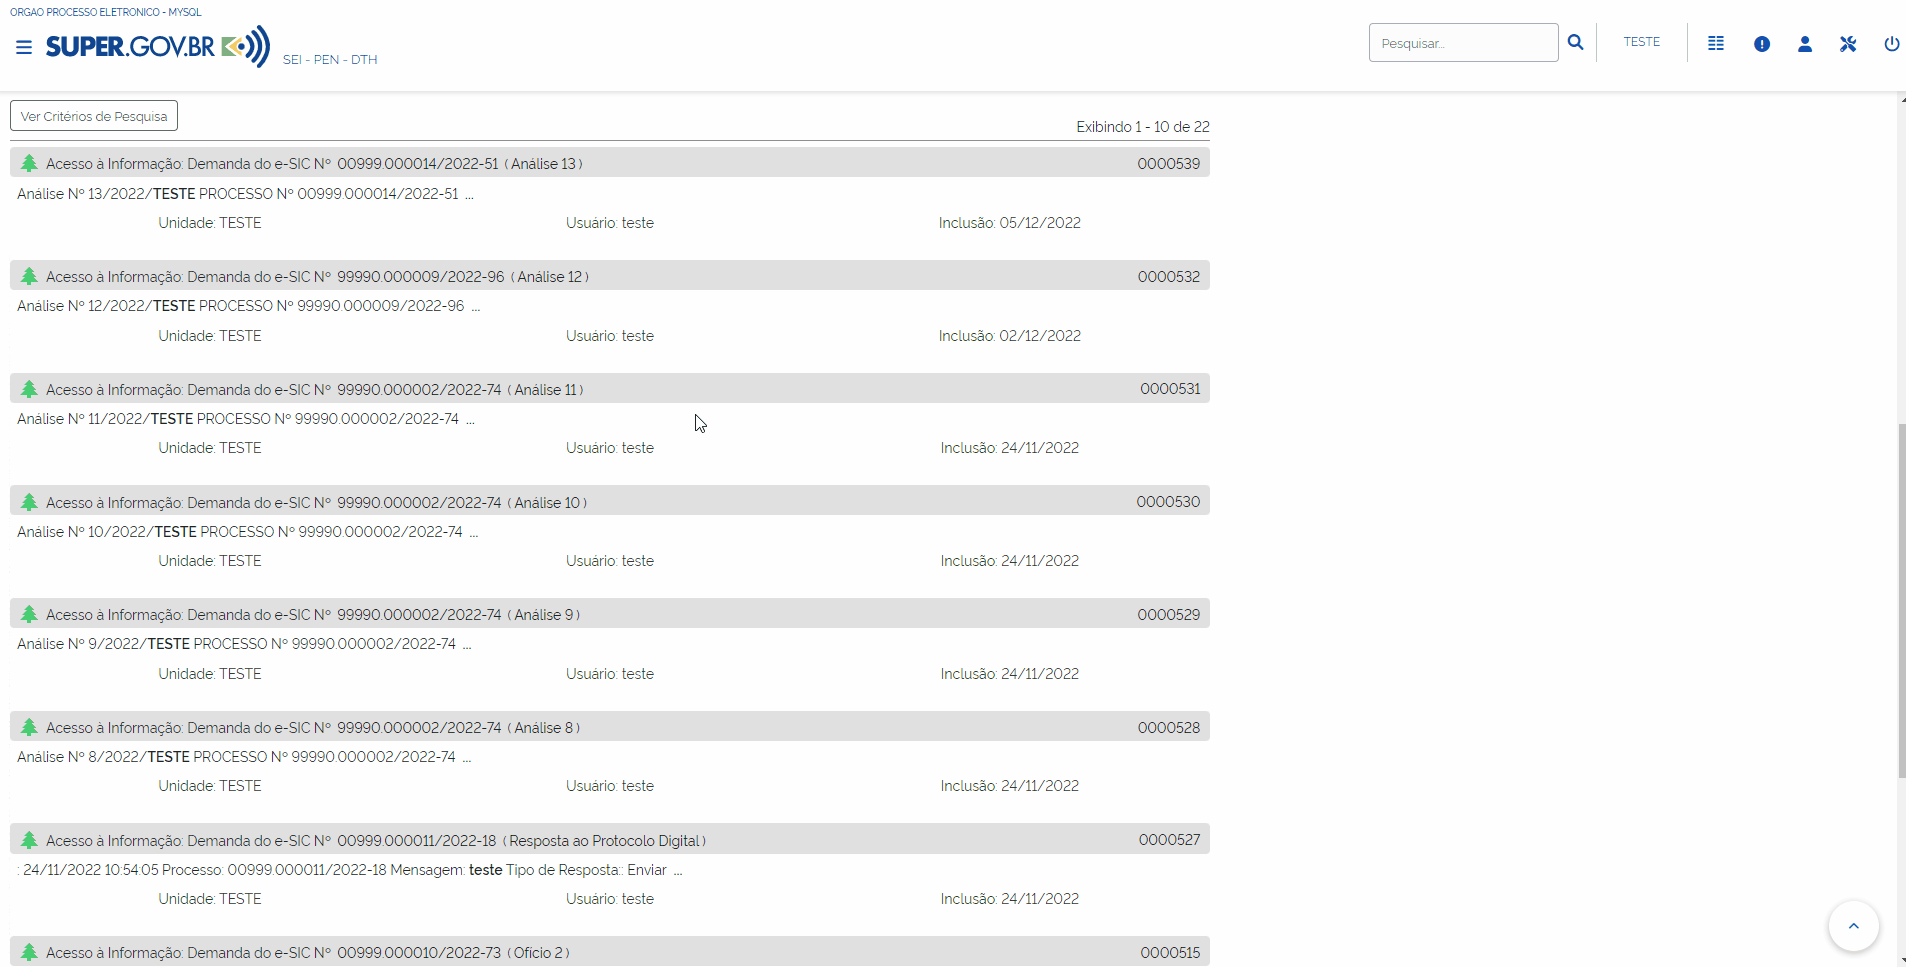 ORGAO PROCESSO ELETRONICO - MYSQL
SUPER.GOV.BR
SEI - PEN - DTH
Pesquisar...
TESTE
Ver Critérios de Pesquisa
Exibindo 1 - 10 de 22
Acesso à Informação: Demanda do e-SIC Nº 00999.000014/2022-51 ( Análise 13 ) 0000539
Análise Nº 13/2022/TESTE PROCESSO Nº 00999.000014/2022-51 ...
Unidade: TESTE Usuário: teste Inclusão: 05/12/2022
Acesso à Informação: Demanda do e-SIC Nº 99990.000009/2022-96 ( Análise 12 ) 0000532
Análise Nº 12/2022/TESTE PROCESSO Nº 99990.000009/2022-96 ...
Unidade: TESTE Usuário: teste Inclusão: 02/12/2022
Acesso à Informação: Demanda do e-SIC Nº 99990.000002/2022-74 ( Análise 11 ) 0000531
Análise Nº 11/2022/TESTE PROCESSO Nº 99990.000002/2022-74 ...
Unidade: TESTE Usuário: teste Inclusão: 24/11/2022
Acesso à Informação: Demanda do e-SIC Nº 99990.000002/2022-74 ( Análise 10 ) 0000530
Análise Nº 10/2022/TESTE PROCESSO Nº 99990.000002/2022-74 ...
Unidade: TESTE Usuário: teste Inclusão: 24/11/2022
Acesso à Informação: Demanda do e-SIC Nº 99990.000002/2022-74 ( Análise 9 ) 0000529
Análise Nº 9/2022/TESTE PROCESSO Nº 99990.000002/2022-74 ...
Unidade: TESTE Usuário: teste Inclusão: 24/11/2022
Acesso à Informação: Demanda do e-SIC Nº 99990.000002/2022-74 ( Análise 8 ) 0000528
Análise Nº 8/2022/TESTE PROCESSO Nº 99990.000002/2022-74 ...
Unidade: TESTE Usuário: teste Inclusão: 24/11/2022
Acesso à Informação: Demanda do e-SIC Nº 00999.000011/2022-18 ( Resposta ao Protocolo Digital ) 0000527
: 24/11/2022 10:54:05 Processo: 00999.000011/2022-18 Mensagem: teste Tipo de Resposta:: Enviar ...
Unidade: TESTE Usuário: teste Inclusão: 24/11/2022
Acesso à Informação: Demanda do e-SIC Nº 00999.000010/2022-73 ( Ofício 2 ) 0000515